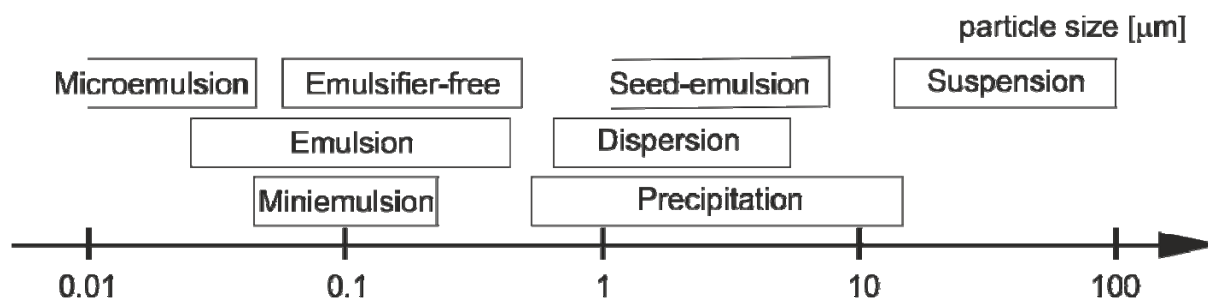 particle size [μm]
Microemulsion Emulsifier-free Seed-emulsion Suspension
Emulsion Dispersion
Miniemulsion Precipitation
0.01 0.1 1 10 100